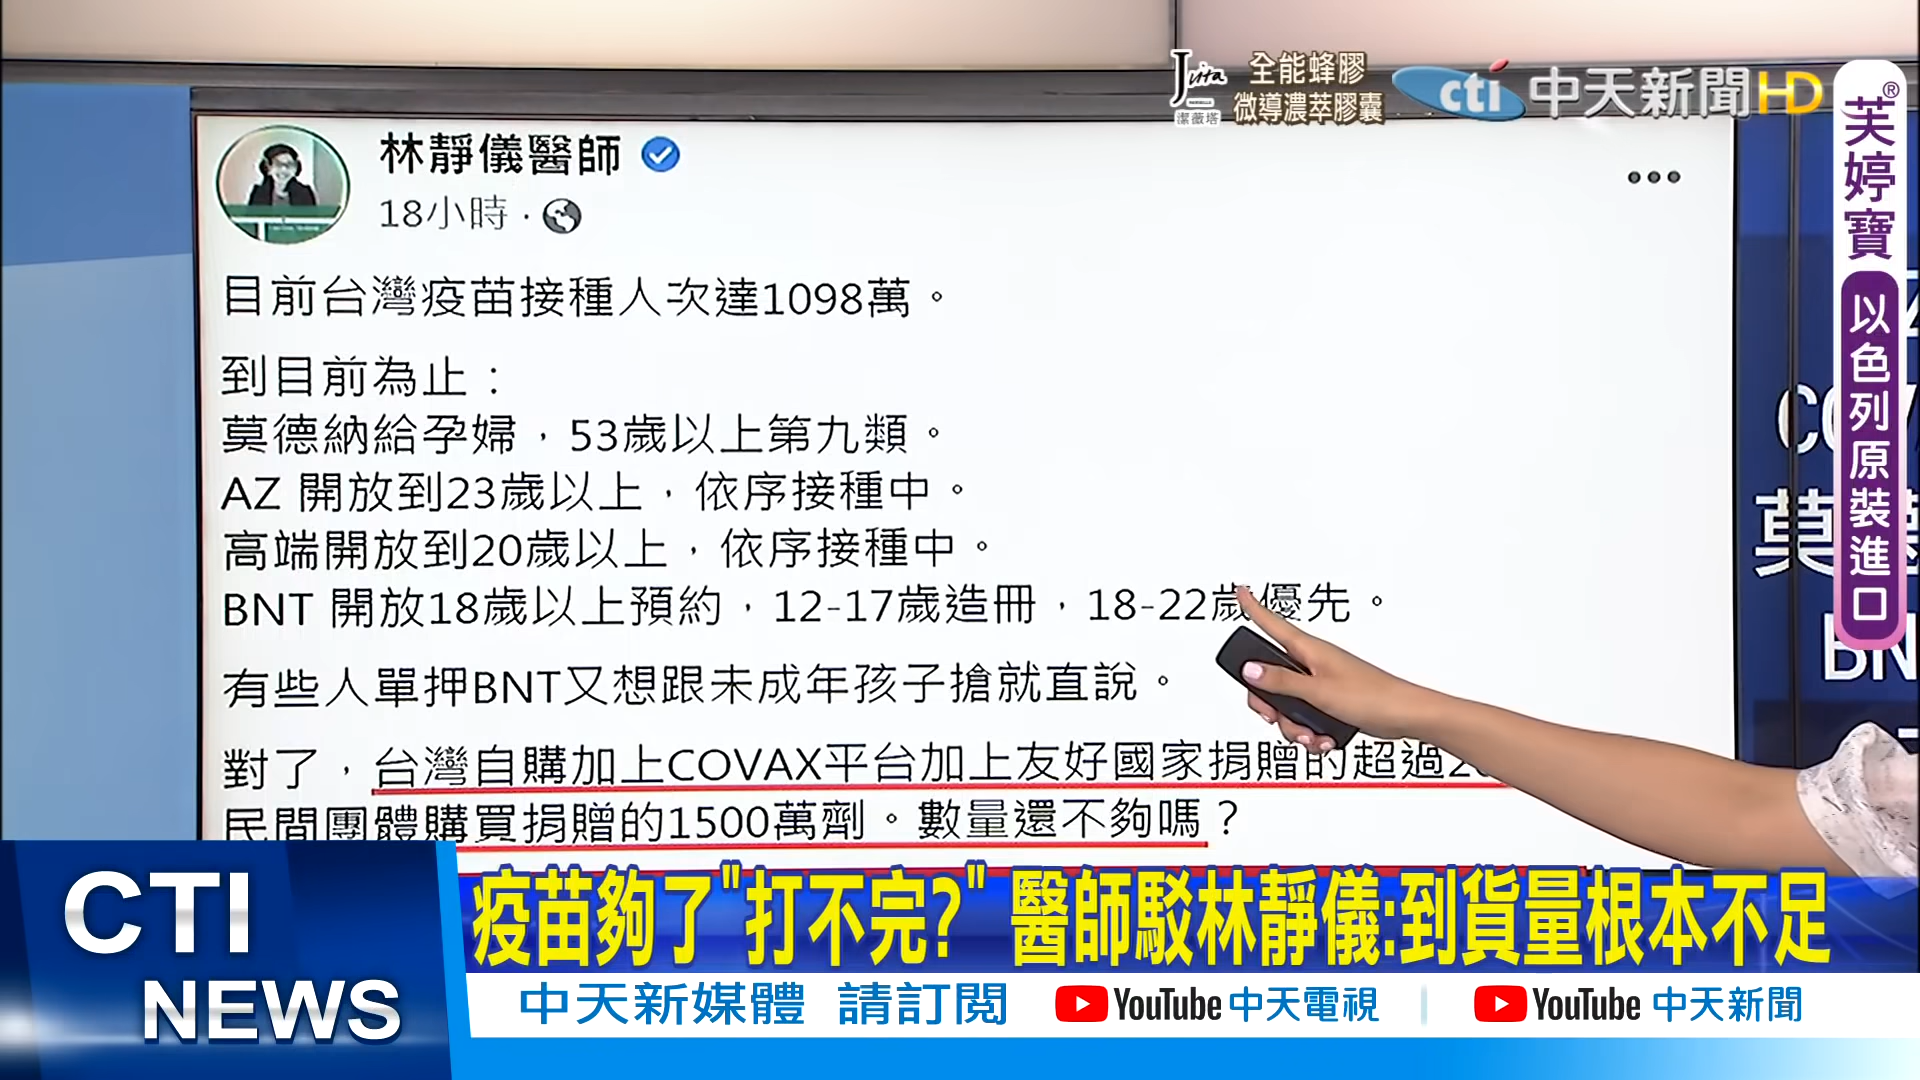 Jvita
潔薇塔
全能蜂膠
微導濃萃膠囊
cti 中天新聞HD
芙婷寶®
以色列原裝進口
林靜儀醫師
18小時·
目前台灣疫苗接種人次達1098萬。
到目前為止：
莫德納給孕婦，53歲以上第九類。
AZ 開放到23歲以上，依序接種中。
高端開放到20歲以上，依序接種中。
BNT 開放18歲以上預約，12-17歲造冊，18-22歲優先。
有些人單押BNT又想跟未成年孩子搶就直說。
對了，台灣自購加上COVAX平台加上友好國家捐贈的超過2
民間團體購買捐贈的1500萬劑。數量還不夠嗎？
莫
BN
CTI NEWS
疫苗夠了"打不完?" 醫師駁林靜儀:到貨量根本不足
中天新媒體 請訂閱 YouTube 中天電視 | YouTube 中天新聞